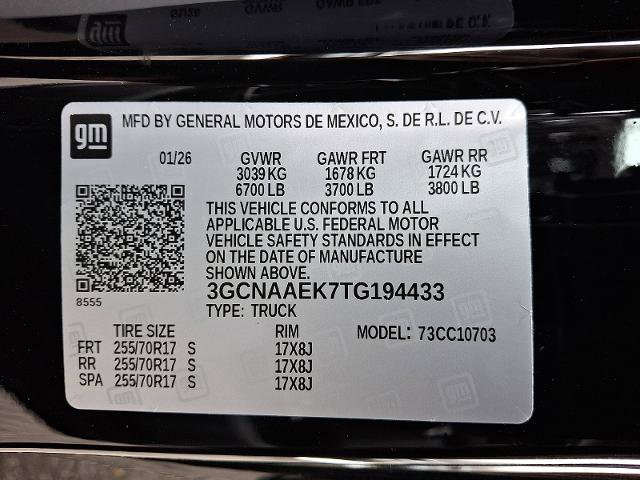 gm
MFD BY GENERAL MOTORS DE MEXICO, S. DE R.L. DE C.V.
01/26 GVWR GAWR FRT GAWR RR
3039 KG 1678 KG 1724 KG
6700 LB 3700 LB 3800 LB
THIS VEHICLE CONFORMS TO ALL
APPLICABLE U.S. FEDERAL MOTOR
VEHICLE SAFETY STANDARDS IN EFFECT
ON THE DATE OF MANUFACTURE
SHOWN ABOVE.
8555
3GCNAAEK7TG194433
TYPE: TRUCK
TIRE SIZE RIM MODEL: 73CC10703
FRT 255/70R17 S 17X8J
RR 255/70R17 S 17X8J
SPA 255/70R17 S 17X8J